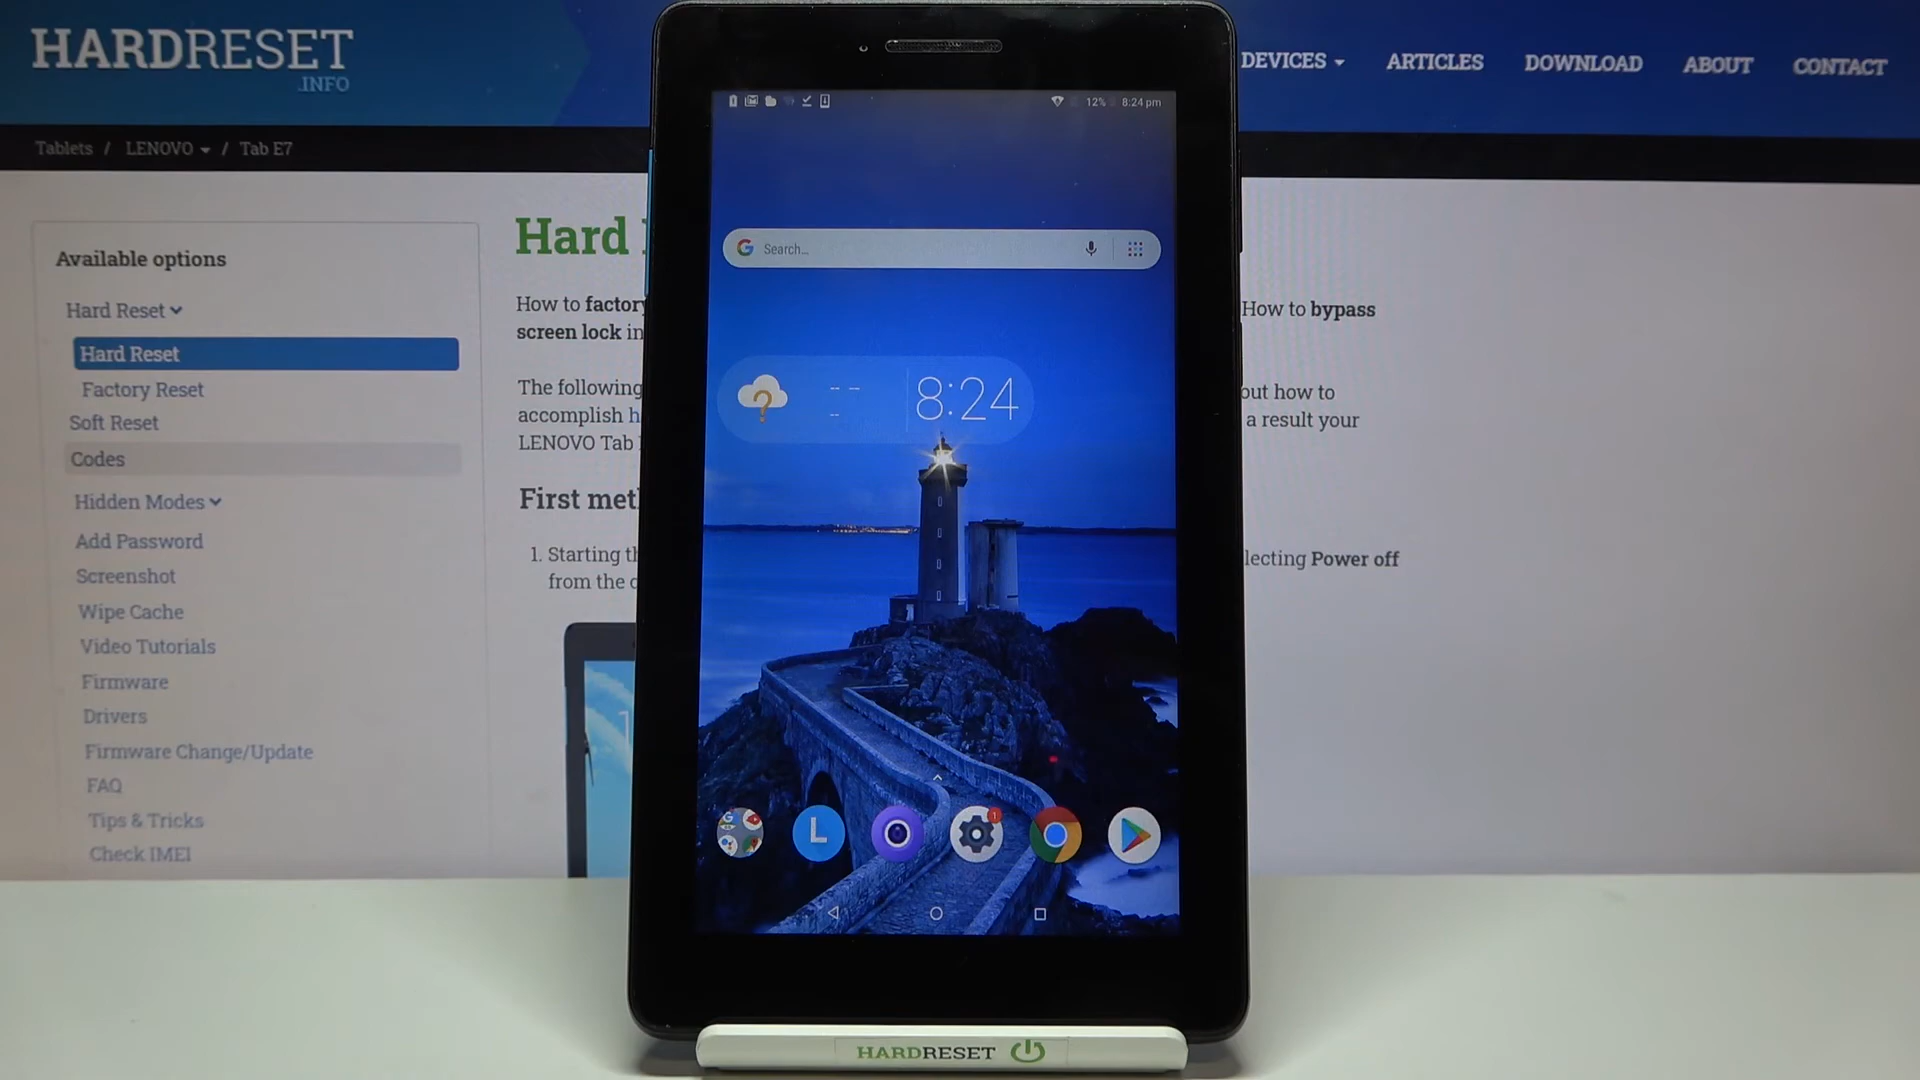 HARDRESET
.INFO
DEVICES
ARTICLES
DOWNLOAD
ABOUT
CONTACT
Tablets / LENOVO / Tab E7
Available options
Hard Reset
Hard Reset
Factory Reset
Soft Reset
Codes
Hidden Modes
Add Password
Screenshot
Wipe Cache
Video Tutorials
Firmware
Drivers
Firmware Change/Update
FAQ
Tips & Tricks
Check IMEI
Hard
How to factory
screen lock in
The following
accomplish
LENOVO Tab
First
1. Starting
from the
12% 8:24 pm
G Search...
?
-- --
-
8:24
L
1
How to bypass
out how to
a result your
lecting Power off
HARDRESET